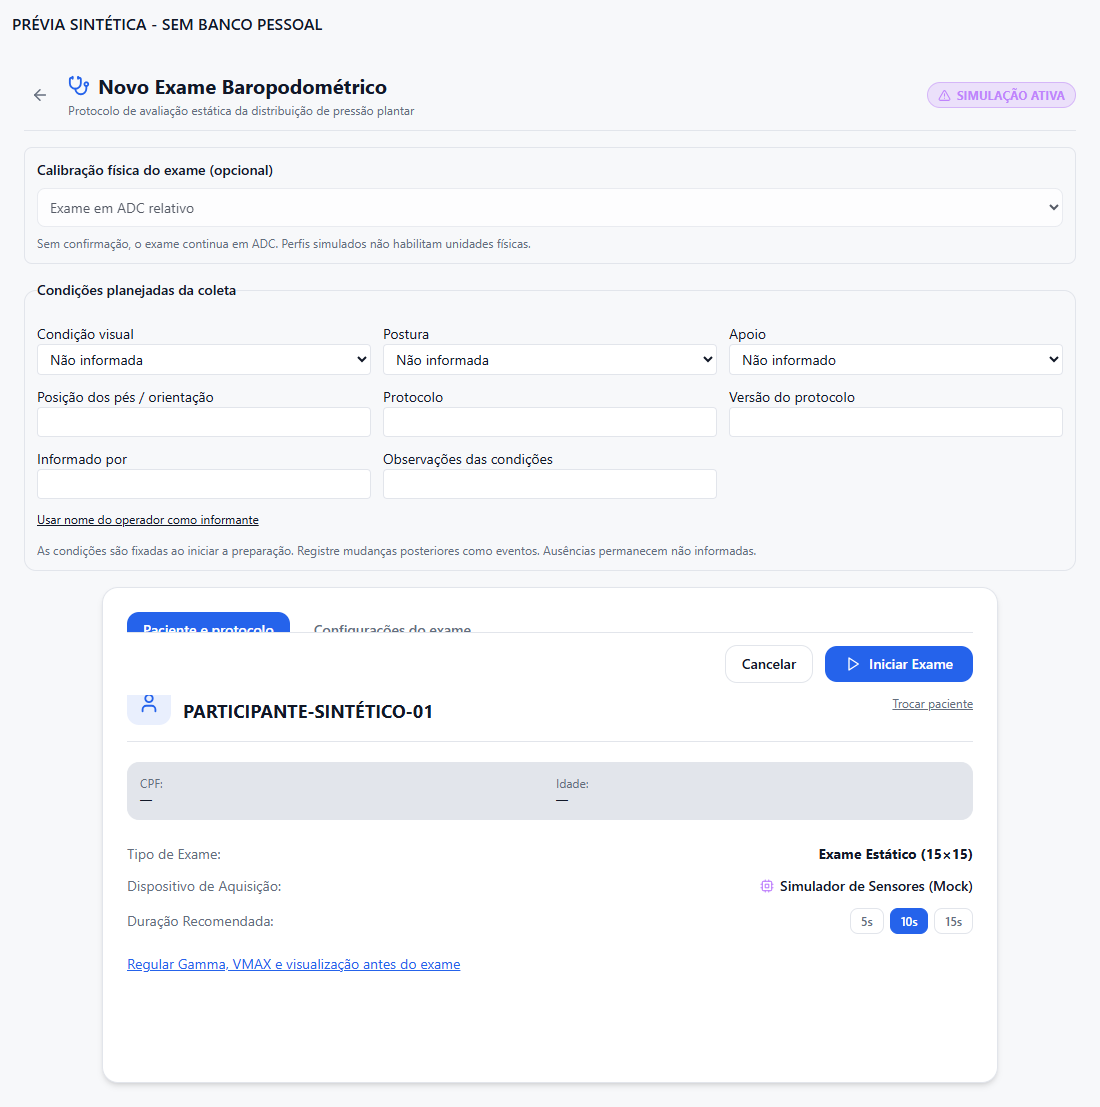 PRÉVIA SINTÉTICA - SEM BANCO PESSOAL
Novo Exame Baropodométrico
Protocolo de avaliação estática da distribuição de pressão plantar
SIMULAÇÃO ATIVA
Calibração física do exame (opcional)
Exame em ADC relativo
Sem confirmação, o exame continua em ADC. Perfis simulados não habilitam unidades físicas.
Condições planejadas da coleta
Condição visual
Não informada
Postura
Não informada
Apoio
Não informado
Posição dos pés / orientação
Protocolo
Versão do protocolo
Informado por
Observações das condições
Usar nome do operador como informante
As condições são fixadas ao iniciar a preparação. Registre mudanças posteriores como eventos. Ausências permanecem não informadas.
Paciente e protocolo
Configurações do exame
Cancelar
Iniciar Exame
PARTICIPANTE-SINTÉTICO-01
Trocar paciente
CPF:
—
Idade:
—
Tipo de Exame:
Exame Estático (15×15)
Dispositivo de Aquisição:
Simulador de Sensores (Mock)
Duração Recomendada:
5s
10s
15s
Regular Gamma, VMAX e visualização antes do exame